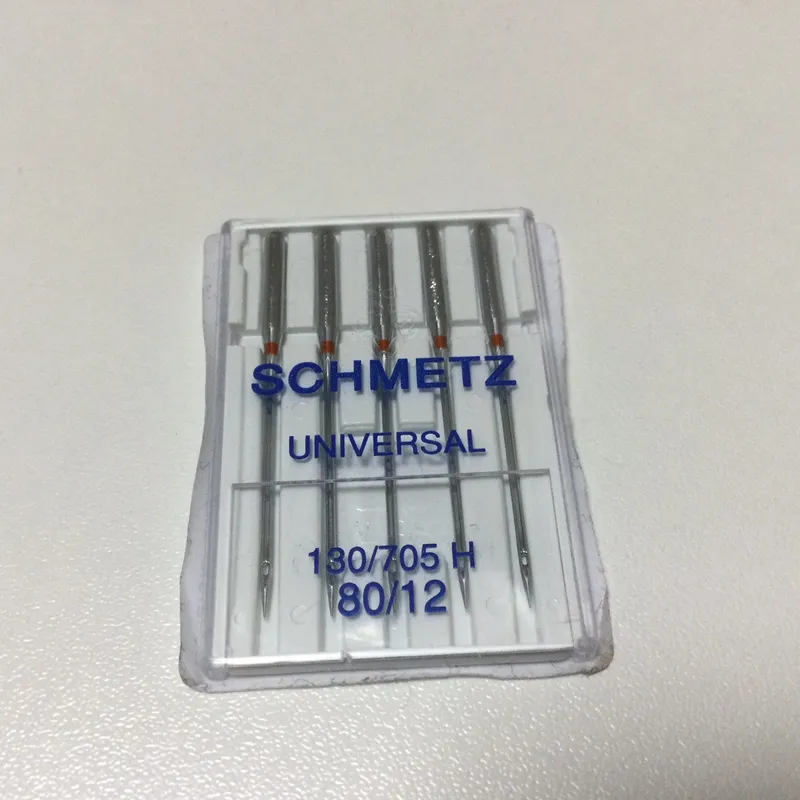 SCHMETZ
UNIVERSAL
130/705 H
80/12